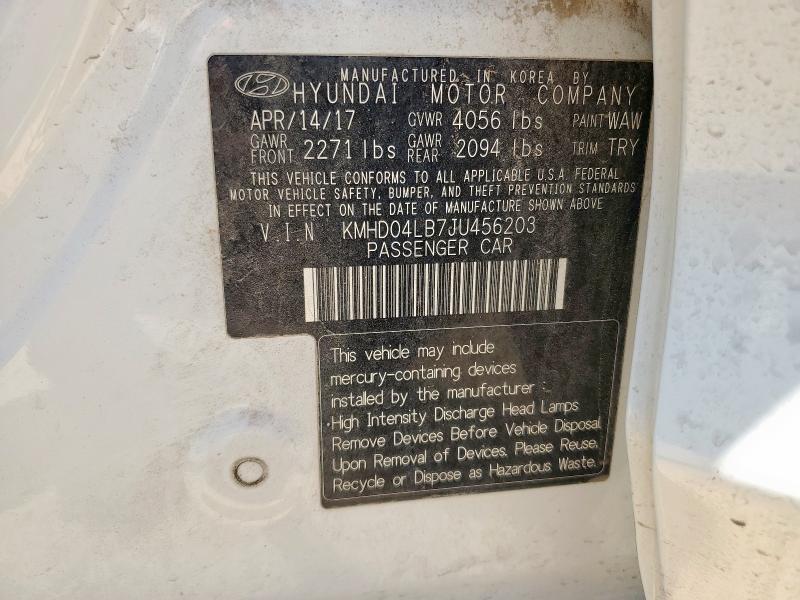 MANUFACTURED IN KOREA BY
HYUNDAI MOTOR COMPANY
APR/14/17 GVWR 4056 lbs PAINT WAW
GAWR FRONT 2271 lbs GAWR REAR 2094 lbs TRIM TRY
THIS VEHICLE CONFORMS TO ALL APPLICABLE U.S.A. FEDERAL
MOTOR VEHICLE SAFETY, BUMPER, AND THEFT PREVENTION STANDARDS
IN EFFECT ON THE DATE OF MANUFACTURE SHOWN ABOVE
V.I.N KMHD04LB7JU456203
PASSENGER CAR
This vehicle may include
mercury-containing devices
installed by the manufacturer :
·High Intensity Discharge Head Lamps
Remove Devices Before Vehicle Disposal.
Upon Removal of Devices, Please Reuse,
Recycle or Dispose as Hazardous Waste.